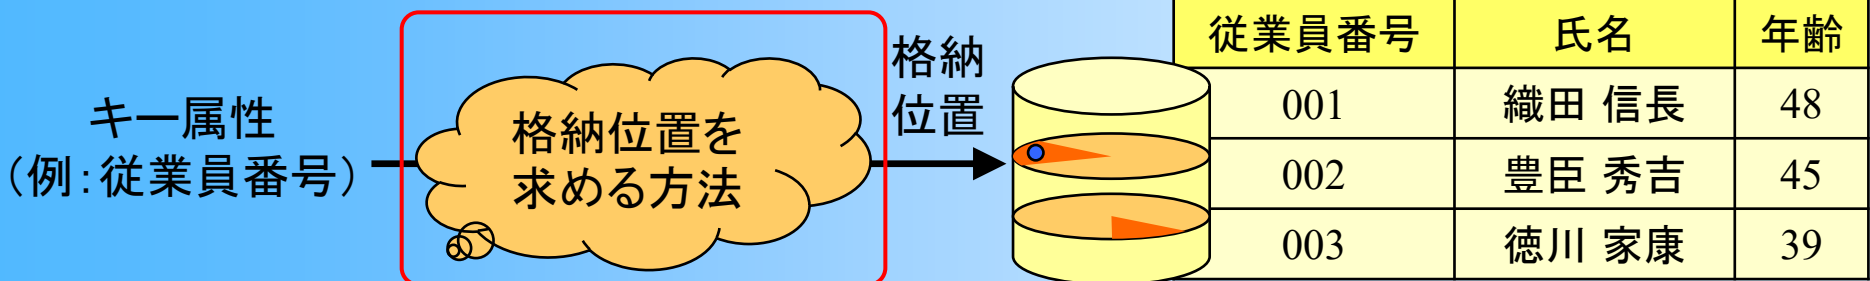 キー属性
（例：従業員番号）
格納位置を
求める方法
格納
位置
従業員番号 氏名 年齢
001 織田 信長 48
002 豊臣 秀吉 45
003 徳川 家康 39